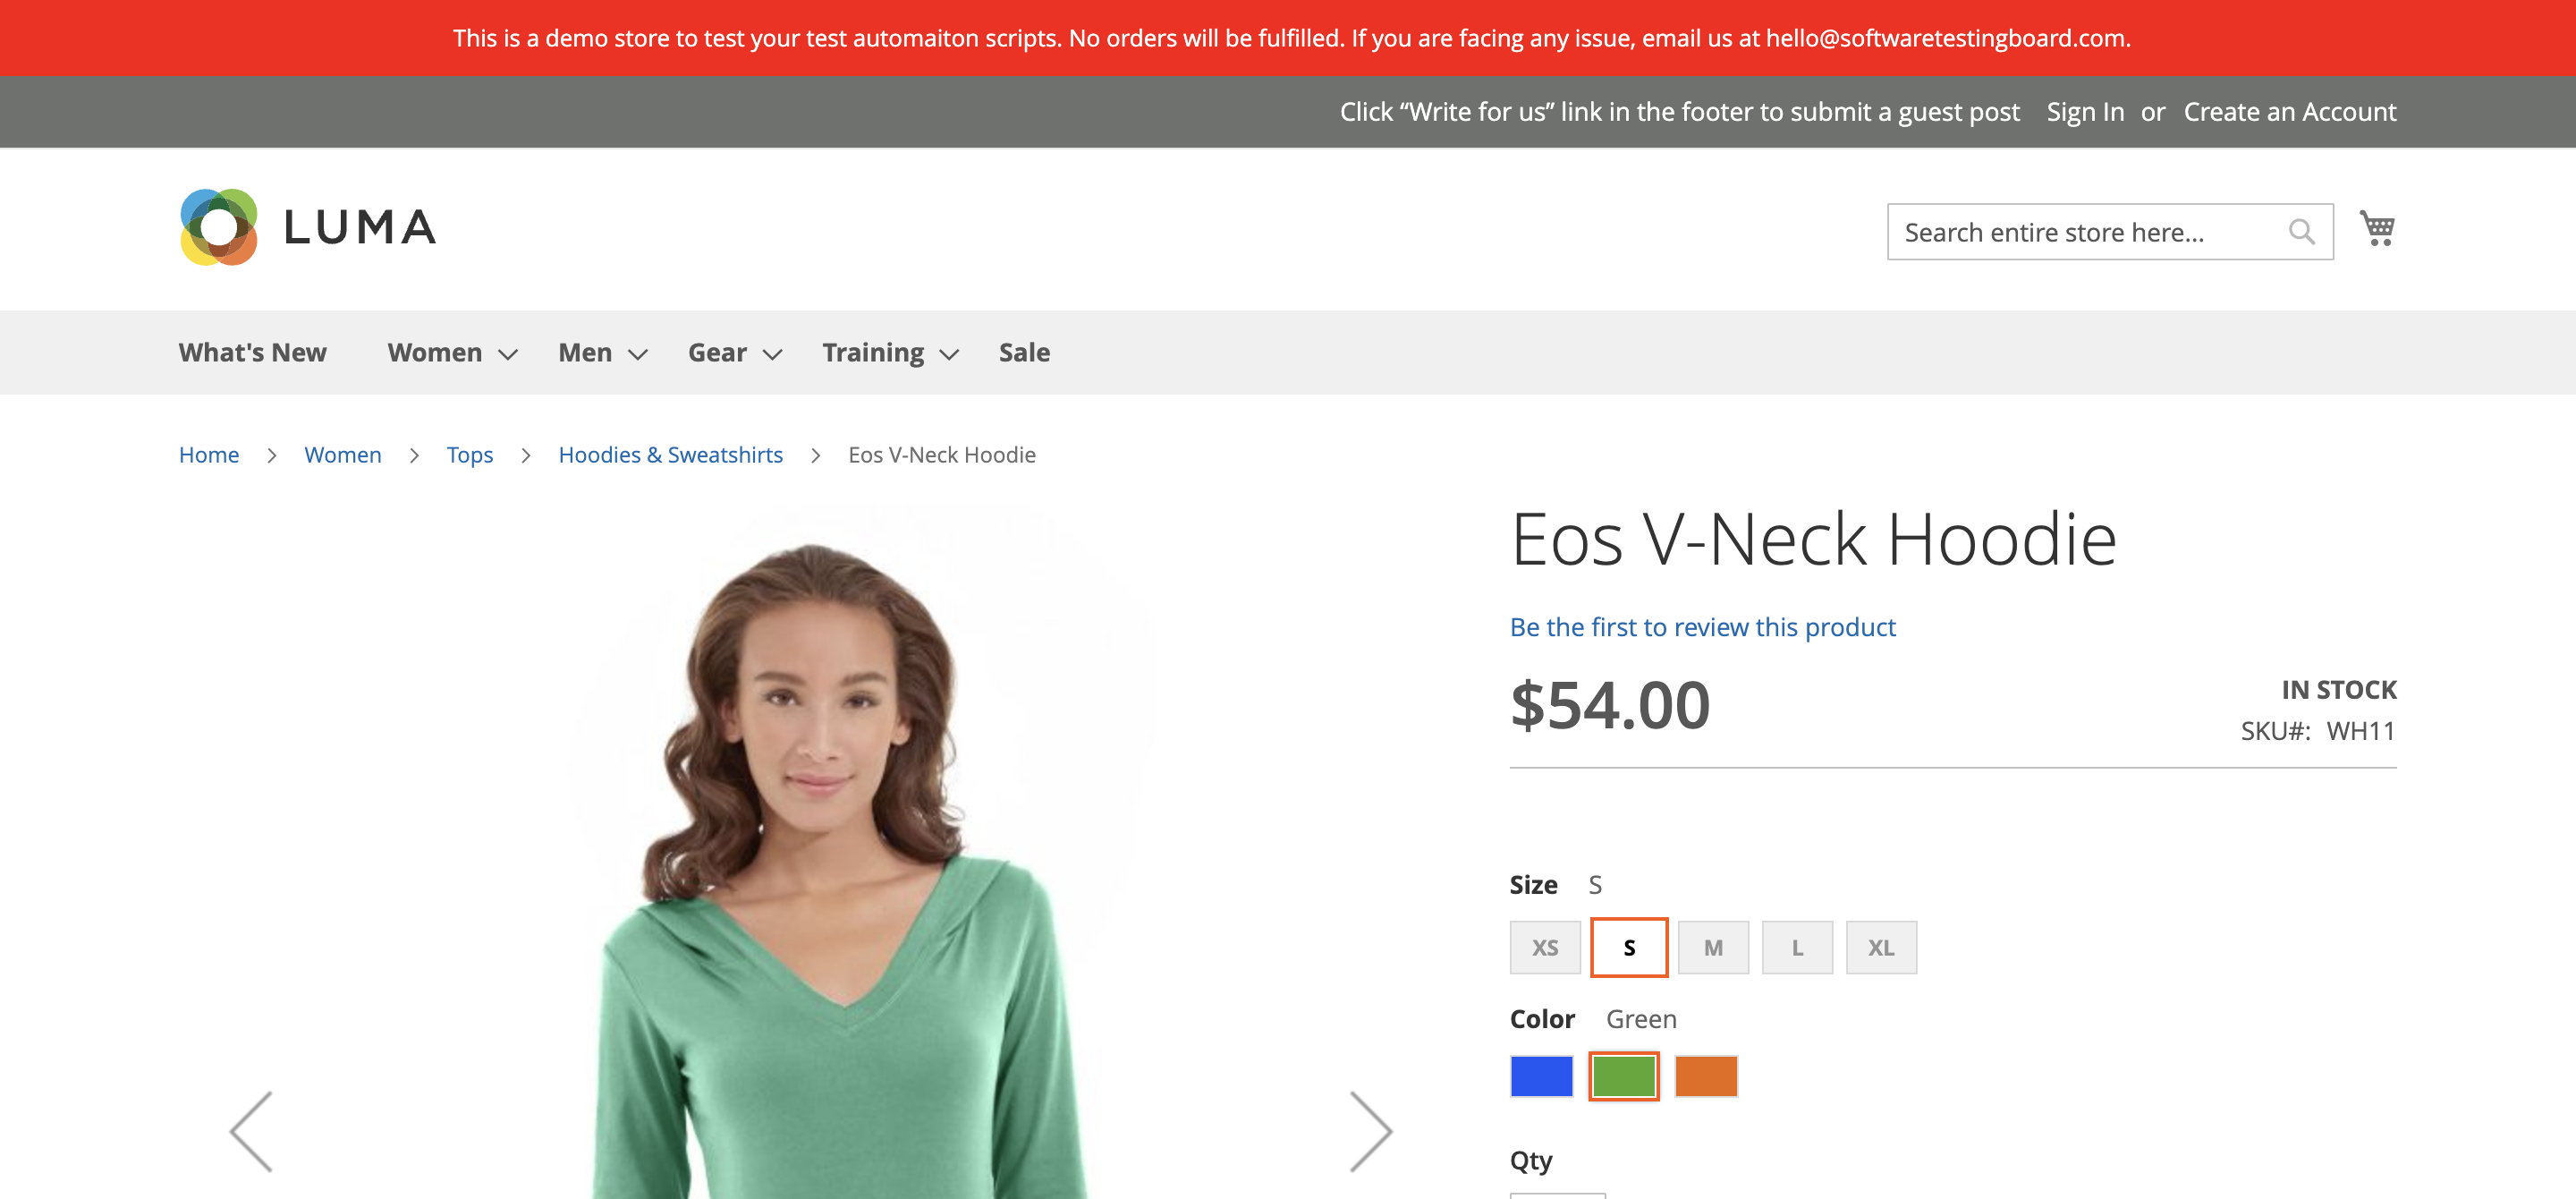 This is a demo store to test your test automaiton scripts. No orders will be fulfilled. If you are facing any issue, email us at hello@softwaretestingboard.com.
Click “Write for us” link in the footer to submit a guest post Sign In or Create an Account
LUMA
Search entire store here...
What's New Women Men Gear Training Sale
Home > Women > Tops > Hoodies & Sweatshirts > Eos V-Neck Hoodie
Eos V-Neck Hoodie
Be the first to review this product
$54.00
IN STOCK
SKU#: WH11
Size S
XS S M L XL
Color Green
Qty